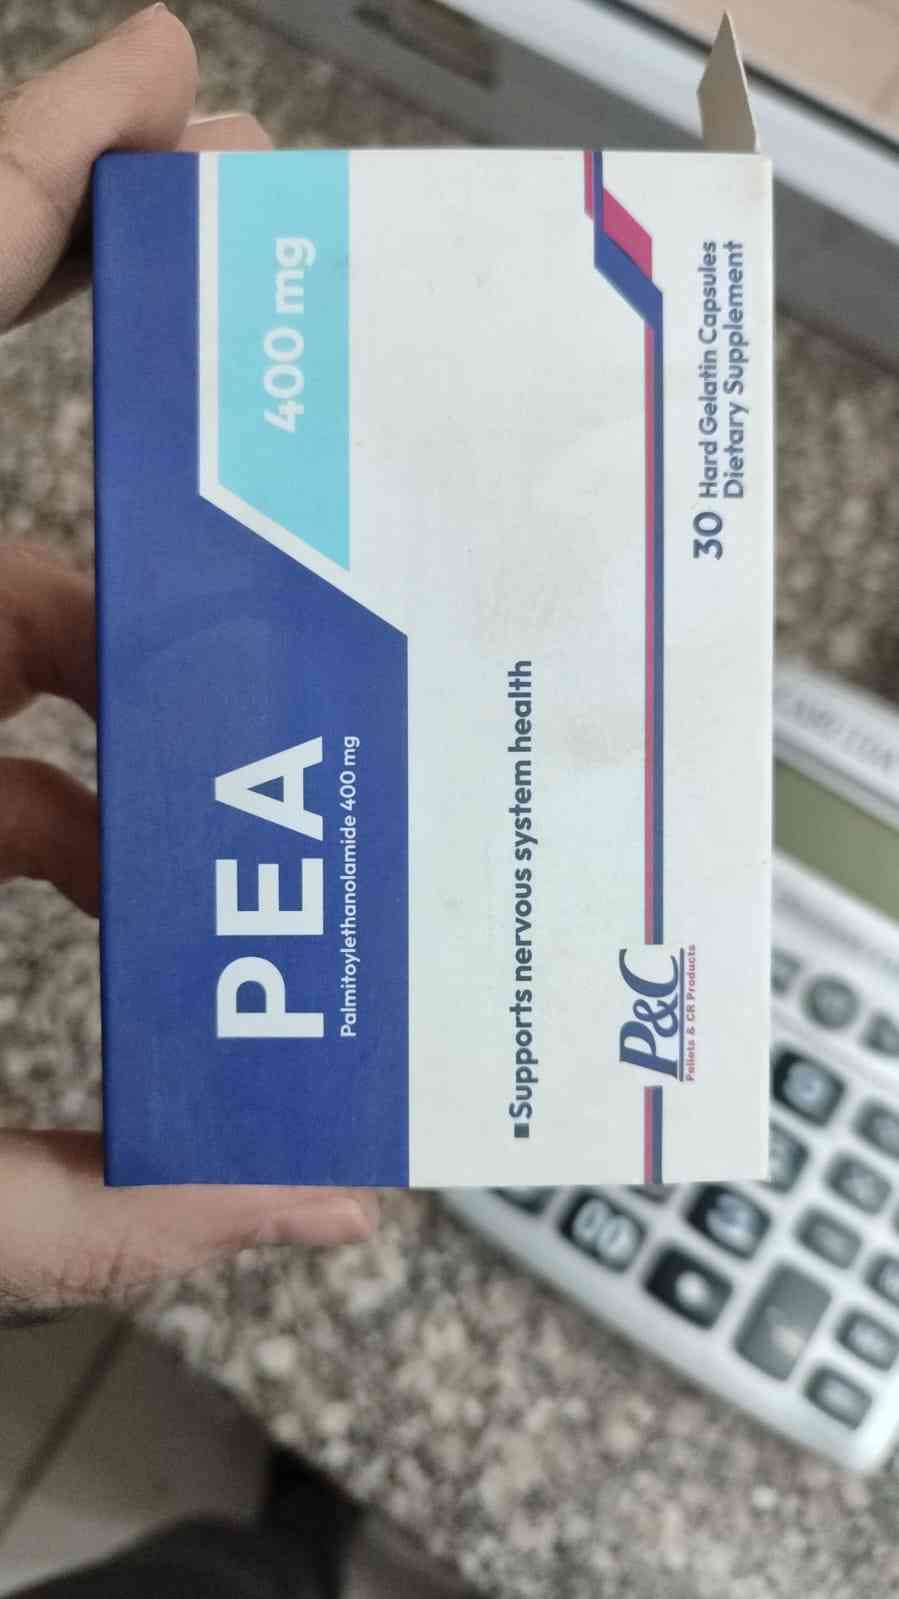 PEA
Palmitoylethanolamide 400 mg
400 mg
■Supports nervous system health
P&C
Pellets & CR Products
30 Hard Gelatin Capsules
Dietary Supplement
00